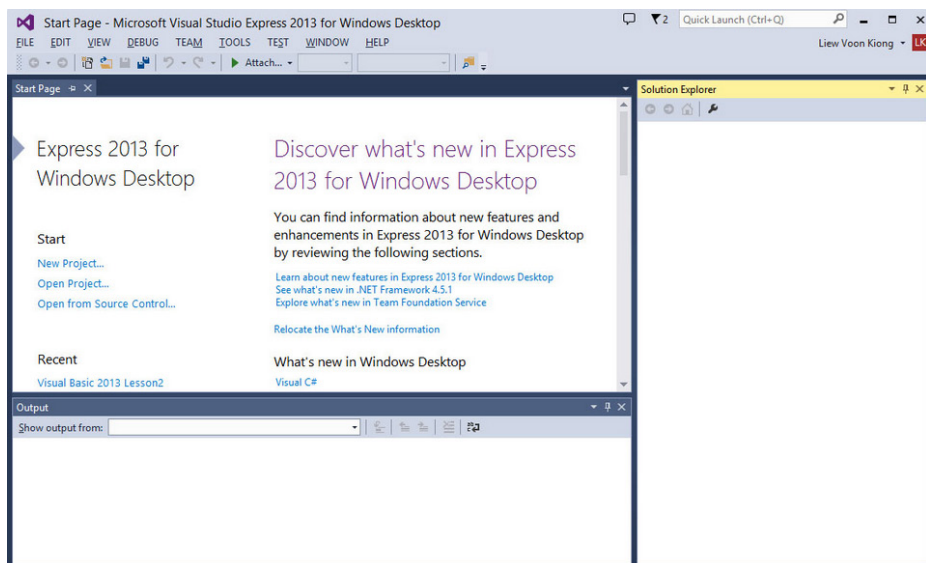 Start Page - Microsoft Visual Studio Express 2013 for Windows Desktop
2
Quick Launch (Ctrl+Q)
FILE EDIT VIEW DEBUG TEAM TOOLS TEST WINDOW HELP
Liew Voon Kiong
LK
Attach...
Start Page
Solution Explorer
Express 2013 for
Windows Desktop
Start
New Project...
Open Project...
Open from Source Control...
Recent
Visual Basic 2013 Lesson2
Discover what's new in Express
2013 for Windows Desktop
You can find information about new features and
enhancements in Express 2013 for Windows Desktop
by reviewing the following sections.
Learn about new features in Express 2013 for Windows Desktop
See what's new in .NET Framework 4.5.1
Explore what's new in Team Foundation Service
Relocate the What's New information
What's new in Windows Desktop
Visual C#
Output
Show output from: